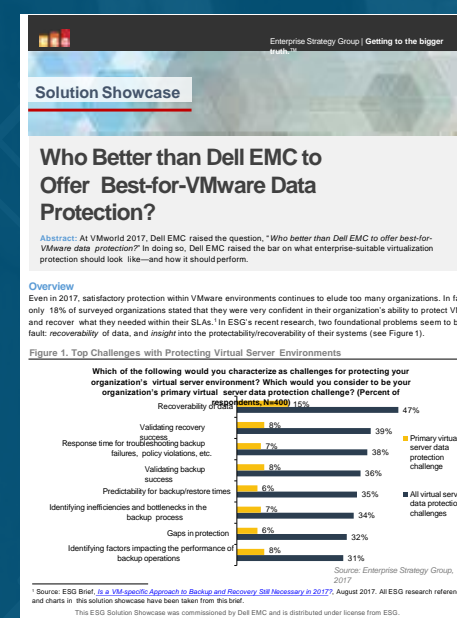 ESG
Enterprise Strategy Group | Getting to the bigger
truth.™
Solution Showcase
Who Better than Dell EMC to
Offer Best-for-VMware Data
Protection?
Abstract: At VMworld 2017, Dell EMC raised the question, "Who better than Dell EMC to offer best-for-
VMware data protection?" In doing so, Dell EMC raised the bar on what enterprise-suitable virtualization
protection should look like—and how it should perform.
Overview
Even in 2017, satisfactory protection within VMware environments continues to elude too many organizations. In fa
only 18% of surveyed organizations stated that they were very confident in their organization's ability to protect VM
and recover what they needed within their SLAs.¹ In ESG's recent research, two foundational problems seem to b
fault: recoverability of data, and insight into the protectability/recoverability of their systems (see Figure 1).
Figure 1. Top Challenges with Protecting Virtual Server Environments
Which of the following would you characterize as challenges for protecting your
organization's virtual server environment? Which would you consider to be your
organization's primary virtual server data protection challenge? (Percent of
respondents, N=400)
Recoverability of data 15% 47%
Validating recovery
success 8% 39%
Response time for troubleshooting backup
failures, policy violations, etc. 7% 38%
Validating backup
success 8% 36%
Predictability for backup/restore times 6% 35%
Identifying inefficiencies and bottlenecks in the
backup process 7% 34%
Gaps in protection 6% 32%
Identifying factors impacting the performance of
backup operations 8% 31%
Primary virtua
server data
protection
challenge
All virtual serve
data protectio
challenges
Source: Enterprise Strategy Group,
2017
¹ Source: ESG Brief, Is a VM-specific Approach to Backup and Recovery Still Necessary in 2017?, August 2017. All ESG research referenc
and charts in this solution showcase have been taken from this brief.
This ESG Solution Showcase was commissioned by Dell EMC and is distributed under license from ESG.